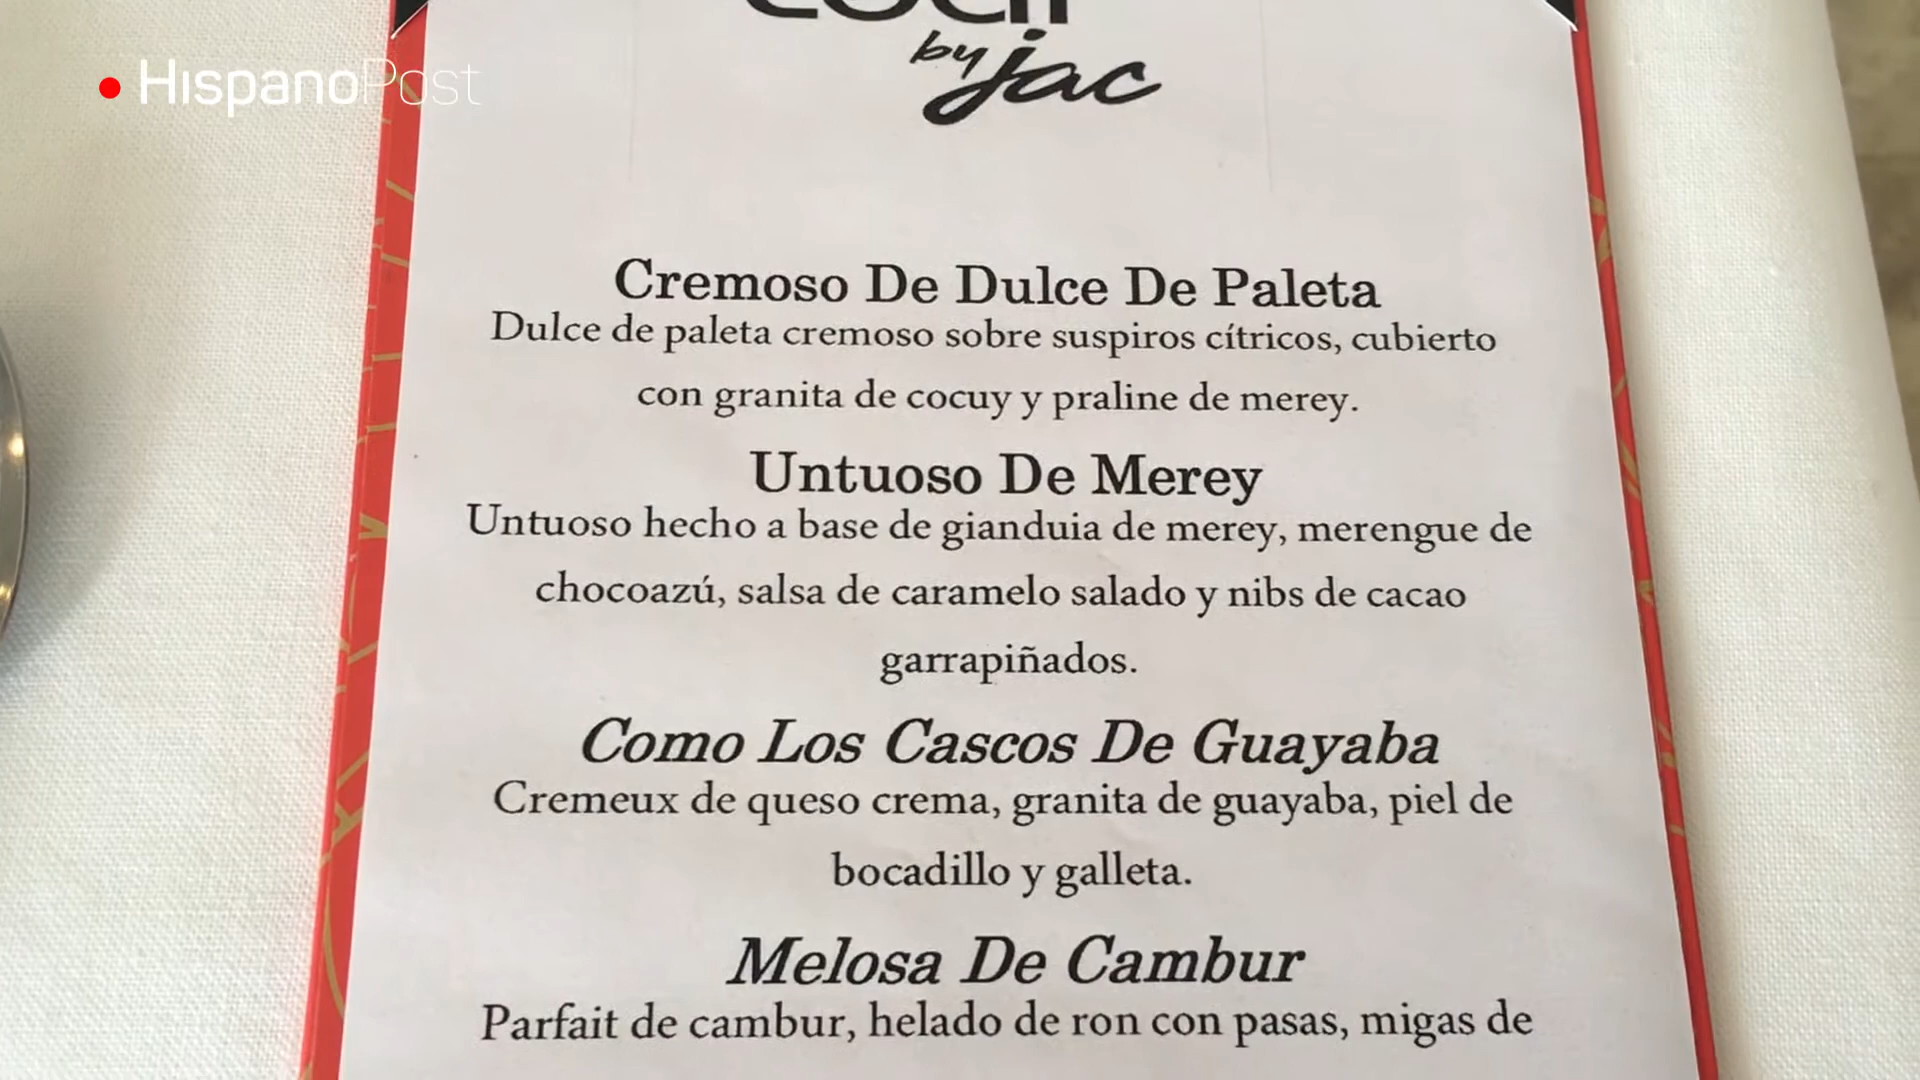 HispanoPost
by jac
Cremoso De Dulce De Paleta
Dulce de paleta cremoso sobre suspiros cítricos, cubierto
con granita de cocuy y praline de merey.
Untuoso De Merey
Untuoso hecho a base de gianduia de merey, merengue de
chocoazú, salsa de caramelo salado y nibs de cacao
garrapiñados.
Como Los Cascos De Guayaba
Cremeux de queso crema, granita de guayaba, piel de
bocadillo y galleta.
Melosa De Cambur
Parfait de cambur, helado de ron con pasas, migas de